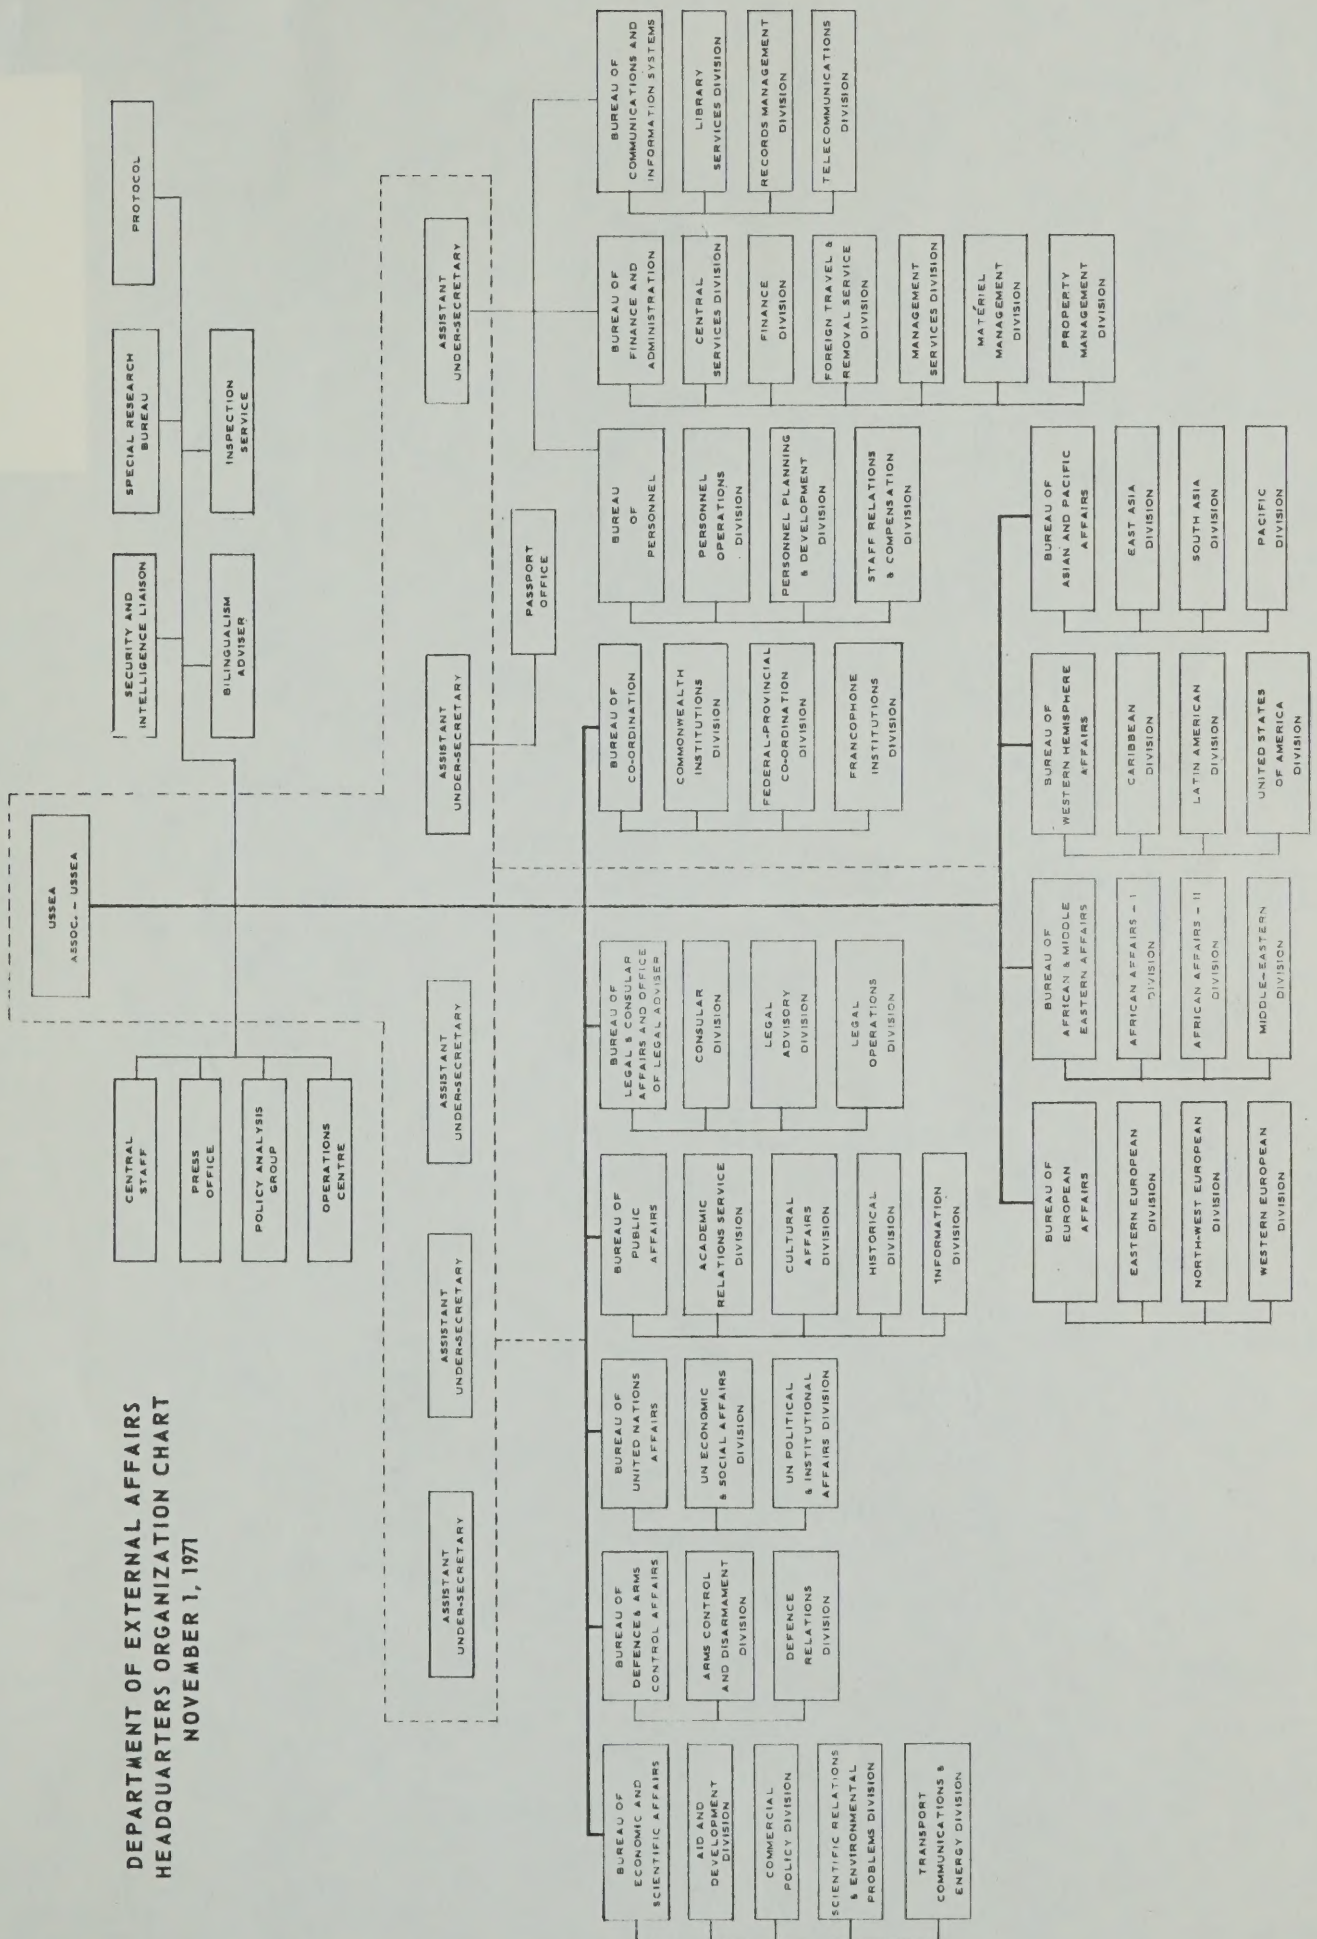 DEPARTMENT OF EXTERNAL AFFAIRS
HEADQUARTERS ORGANIZATION CHART
NOVEMBER 1, 1971
USSEA
ASSOC. - USSEA
CENTRAL
STAFF
PRESS
OFFICE
POLICY ANALYSIS
GROUP
OPERATIONS
CENTRE
SECURITY AND
INTELLIGENCE LIAISON
SPECIAL RESEARCH
BUREAU
PROTOCOL
BILINGUALISM
ADVISER
INSPECTION
SERVICE
ASSISTANT
UNDER-SECRETARY
ASSISTANT
UNDER-SECRETARY
ASSISTANT
UNDER-SECRETARY
ASSISTANT
UNDER-SECRETARY
ASSISTANT
UNDER-SECRETARY
PASSPORT
OFFICE
BUREAU OF
ECONOMIC AND
SCIENTIFIC AFFAIRS
AID AND
DEVELOPMENT
DIVISION
COMMERCIAL
POLICY DIVISION
SCIENTIFIC RELATIONS
& ENVIRONMENTAL
PROBLEMS DIVISION
TRANSPORT
COMMUNICATIONS &
ENERGY DIVISION
BUREAU OF
DEFENCE & ARMS
CONTROL AFFAIRS
ARMS CONTROL
AND DISARMAMENT
DIVISION
DEFENCE
RELATIONS
DIVISION
BUREAU OF
UNITED NATIONS
AFFAIRS
UN ECONOMIC
& SOCIAL AFFAIRS
DIVISION
UN POLITICAL
& INSTITUTIONAL
AFFAIRS DIVISION
BUREAU OF
PUBLIC
AFFAIRS
ACADEMIC
RELATIONS SERVICE
DIVISION
CULTURAL
AFFAIRS
DIVISION
HISTORICAL
DIVISION
INFORMATION
DIVISION
BUREAU OF
LEGAL & CONSULAR
AFFAIRS AND OFFICE
OF LEGAL ADVISER
CONSULAR
DIVISION
LEGAL
ADVISORY
DIVISION
LEGAL
OPERATIONS
DIVISION
BUREAU OF
CO-ORDINATION
COMMONWEALTH
INSTITUTIONS
DIVISION
FEDERAL-PROVINCIAL
CO-ORDINATION
DIVISION
FRANCOPHONE
INSTITUTIONS
DIVISION
BUREAU
OF
PERSONNEL
PERSONNEL
OPERATIONS
DIVISION
PERSONNEL PLANNING
& DEVELOPMENT
DIVISION
STAFF RELATIONS
& COMPENSATION
DIVISION
BUREAU OF
FINANCE AND
ADMINISTRATION
CENTRAL
SERVICES DIVISION
FINANCE
DIVISION
FOREIGN TRAVEL &
REMOVAL SERVICE
DIVISION
MANAGEMENT
SERVICES DIVISION
MATÉRIEL
MANAGEMENT
DIVISION
PROPERTY
MANAGEMENT
DIVISION
BUREAU OF
COMMUNICATIONS AND
INFORMATION SYSTEMS
LIBRARY
SERVICES DIVISION
RECORDS MANAGEMENT
DIVISION
TELECOMMUNICATIONS
DIVISION
BUREAU OF
EUROPEAN
AFFAIRS
EASTERN EUROPEAN
DIVISION
NORTH-WEST EUROPEAN
DIVISION
WESTERN EUROPEAN
DIVISION
BUREAU OF
AFRICAN & MIDDLE
EASTERN AFFAIRS
AFRICAN AFFAIRS - I
DIVISION
AFRICAN AFFAIRS - II
DIVISION
MIDDLE-EASTERN
DIVISION
BUREAU OF
WESTERN HEMISPHERE
AFFAIRS
CARIBBEAN
DIVISION
LATIN AMERICAN
DIVISION
UNITED STATES
OF AMERICA
DIVISION
BUREAU OF
ASIAN AND PACIFIC
AFFAIRS
EAST ASIA
DIVISION
SOUTH ASIA
DIVISION
PACIFIC
DIVISION